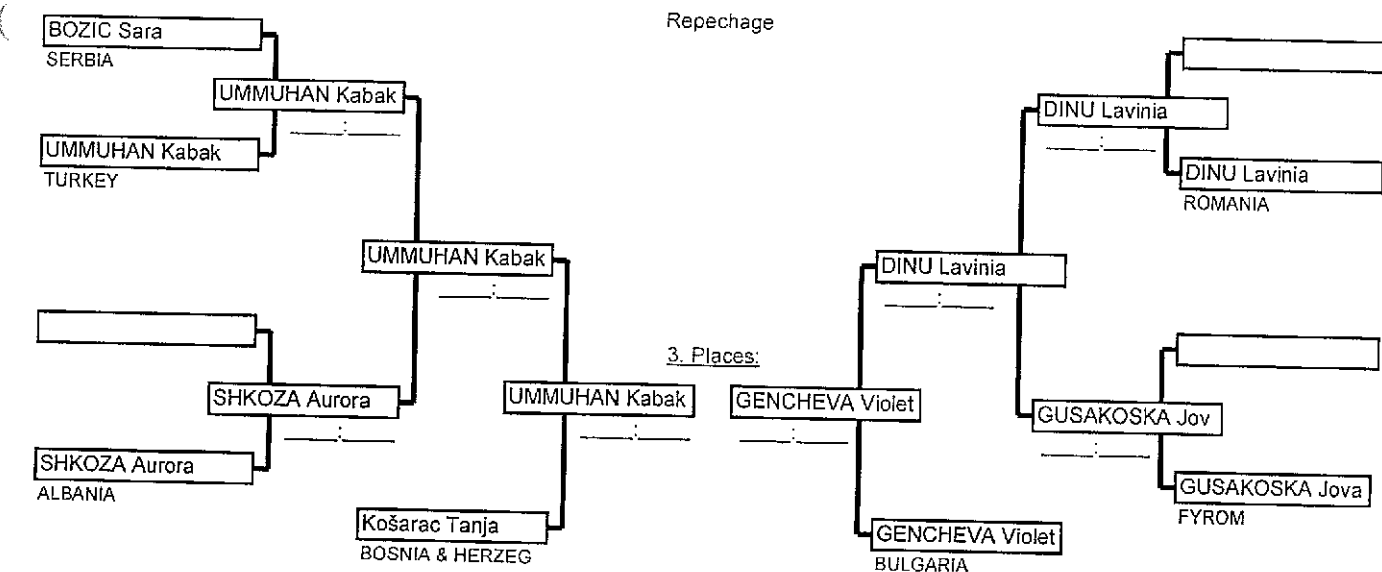 Repechage
BOZIC Sara
SERBIA
UMMUHAN Kabak
UMMUHAN Kabak
TURKEY
UMMUHAN Kabak
SHKOZA Aurora
SHKOZA Aurora
ALBANIA
UMMUHAN Kabak
Košarac Tanja
BOSNIA & HERZEG
3. Places:
DINU Lavinia
DINU Lavinia
ROMANIA
DINU Lavinia
GENCHEVA Violet
GUSAKOSKA Jov
GUSAKOSKA Jova
FYROM
GENCHEVA Violet
BULGARIA